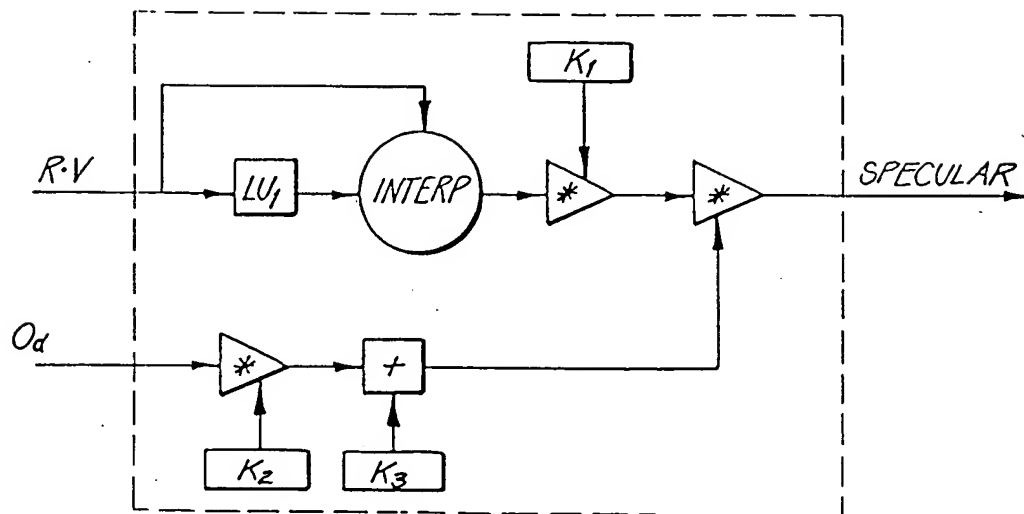 K₁
R·V
LU₁
INTERP
*
*
SPECULAR
Od
*
+
K₂
K₃